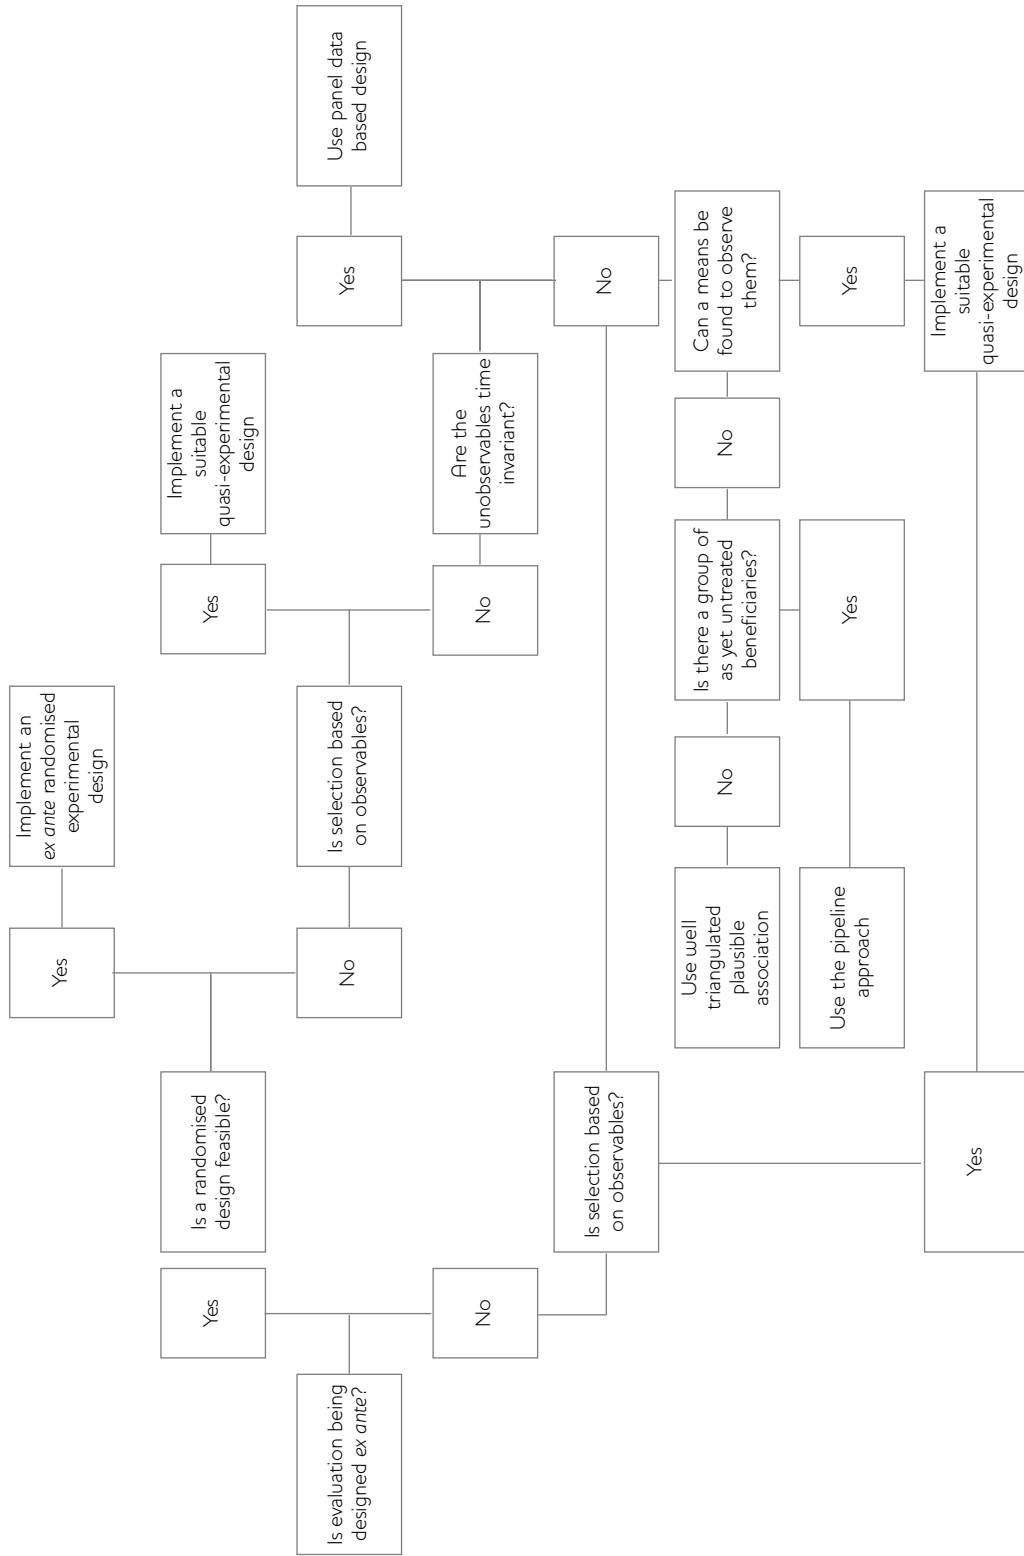 Is evaluation being
designed ex ante?
Yes
No
Is a randomised
design feasible?
Yes
Implement an
ex ante randomised
experimental
design
No
Is selection based
on observables?
Yes
Implement a
suitable
quasi-experimental
design
No
Are the
unobservables time
invariant?
Yes
Use panel data
based design
Is selection based
on observables?
No
Can a means be
found to observe
them?
Yes
Implement a
suitable
quasi-experimental
design
No
Is there a group of
as yet untreated
beneficiaries?
Yes
Use the pipeline
approach
No
Use well
triangulated
plausible
association
Yes